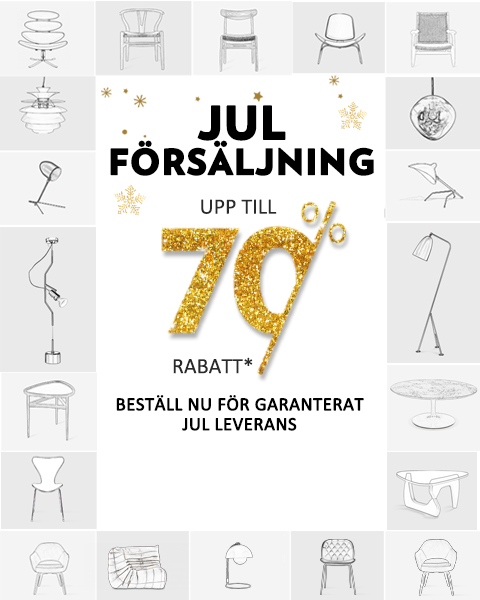 JUL
FÖRSÄLJNING
UPP TILL
70%
RABATT*
BESTÄLL NU FÖR GARANTERAT
JUL LEVERANS